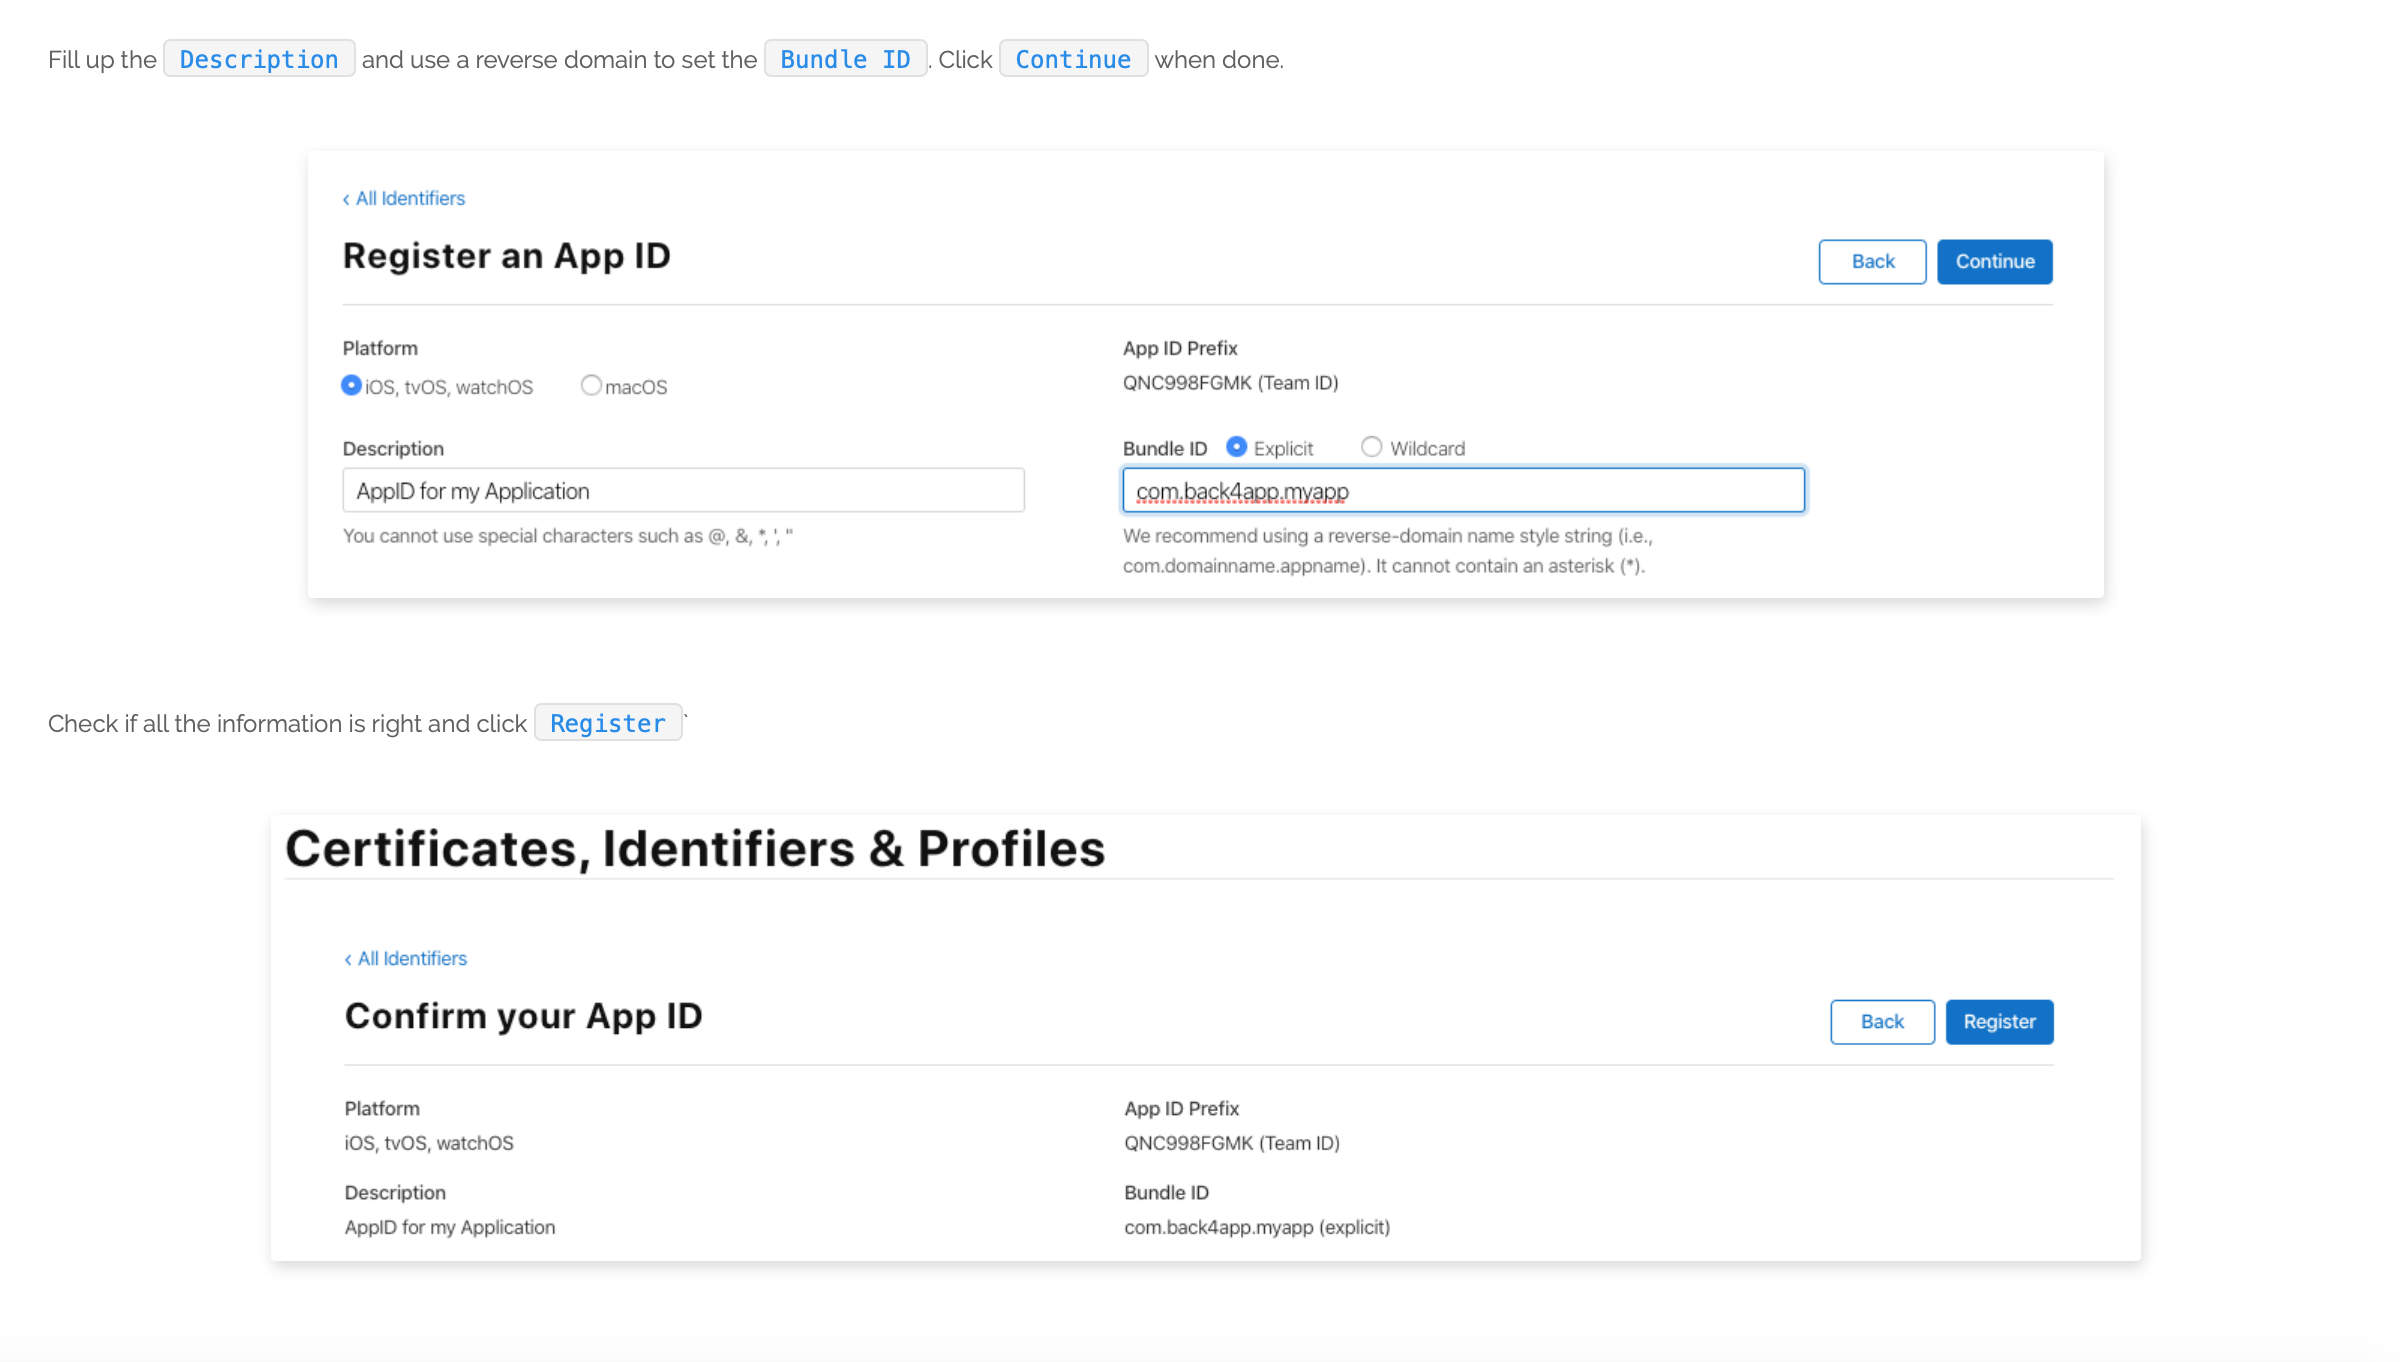 Fill up the Description and use a reverse domain to set the Bundle ID. Click Continue when done.
‹ All Identifiers
Register an App ID
Back Continue
Platform
iOS, tvOS, watchOS macOS
App ID Prefix
QNC998FGMK (Team ID)
Description
AppID for my Application
You cannot use special characters such as @, &, *, ', "
Bundle ID Explicit Wildcard
com.back4app.myapp
We recommend using a reverse-domain name style string (i.e.,
com.domainname.appname). It cannot contain an asterisk (*).
Check if all the information is right and click Register`
Certificates, Identifiers & Profiles
‹ All Identifiers
Confirm your App ID
Back Register
Platform
iOS, tvOS, watchOS
App ID Prefix
QNC998FGMK (Team ID)
Description
AppID for my Application
Bundle ID
com.back4app.myapp (explicit)